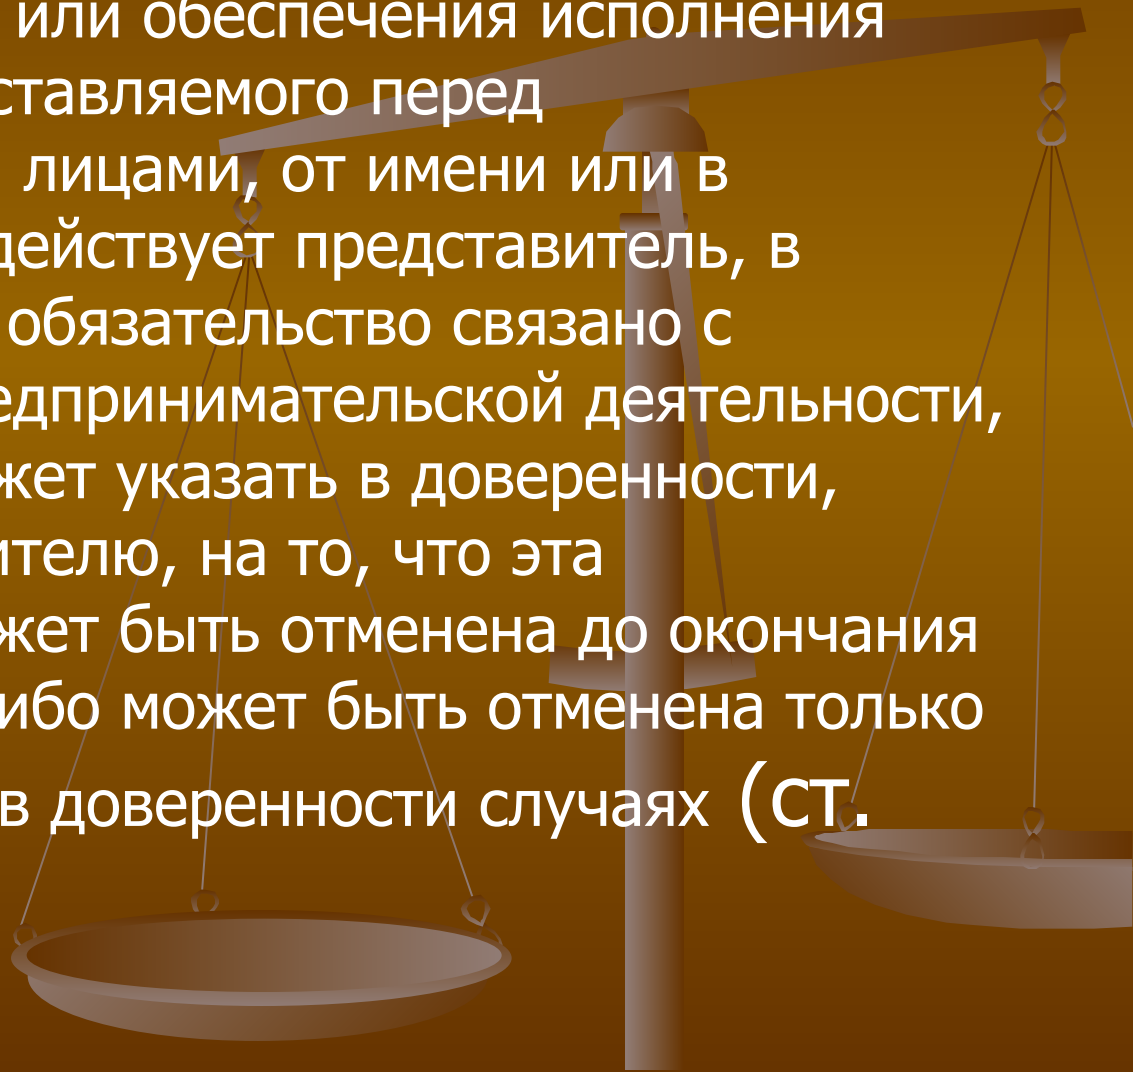 или обеспечения исполнения
ставляемого перед
лицами, от имени или в
действует представитель, в
обязательство связано с
едпринимательской деятельности,
жет указать в доверенности,
ителю, на то, что эта
жет быть отменена до окончания
ибо может быть отменена только
в доверенности случаях (ст.